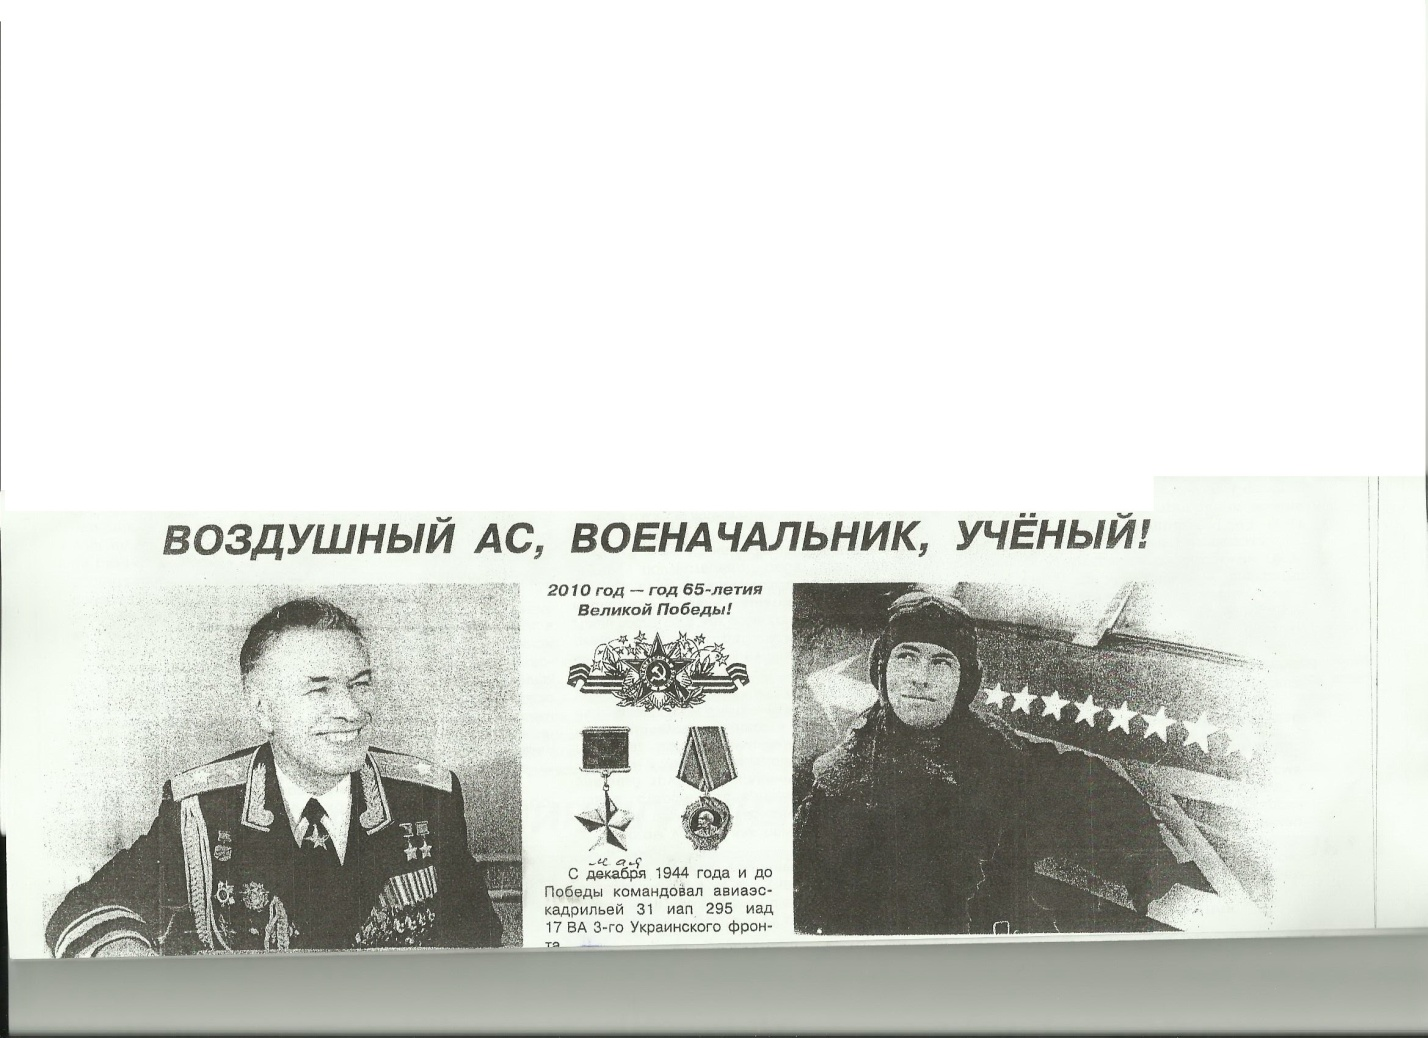 ВОЗДУШНЫЙ АС, ВОЕНАЧАЛЬНИК, УЧЁНЫЙ!
2010 год — год 65-летия
Великой Победы!
мая
С декабря 1944 года и до
Победы командовал авиаэс-
кадрильей 31 иап 295 иад
17 ВА 3-го Украинского фрон-
та